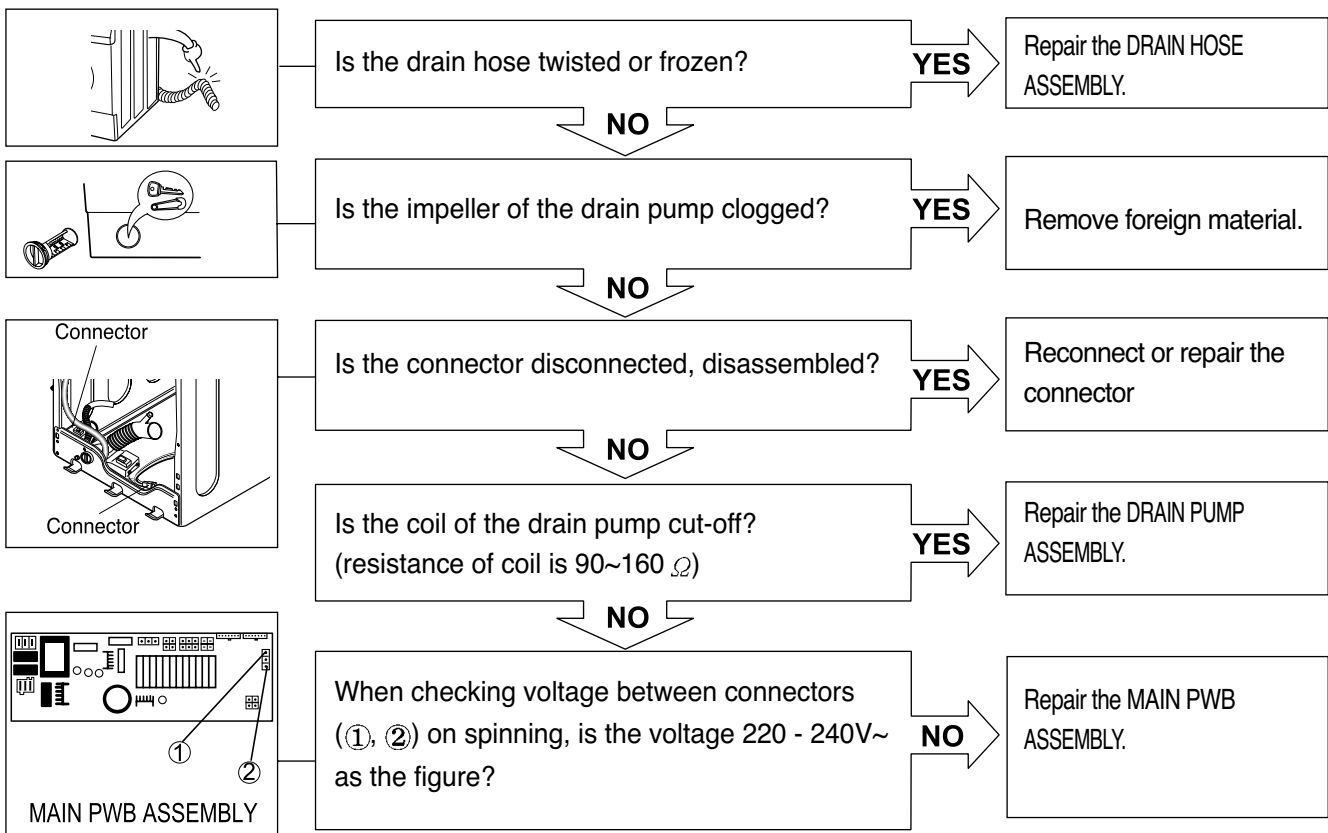 Is the drain hose twisted or frozen?
YES
Repair the DRAIN HOSE
ASSEMBLY.
NO
Is the impeller of the drain pump clogged?
YES
Remove foreign material.
NO
Connector
Connector
Is the connector disconnected, disassembled?
YES
Reconnect or repair the
connector
NO
Is the coil of the drain pump cut-off?
(resistance of coil is 90~160 Ω)
YES
Repair the DRAIN PUMP
ASSEMBLY.
NO
①
②
MAIN PWB ASSEMBLY
When checking voltage between connectors
(①, ②) on spinning, is the voltage 220 - 240V~
as the figure?
NO
Repair the MAIN PWB
ASSEMBLY.